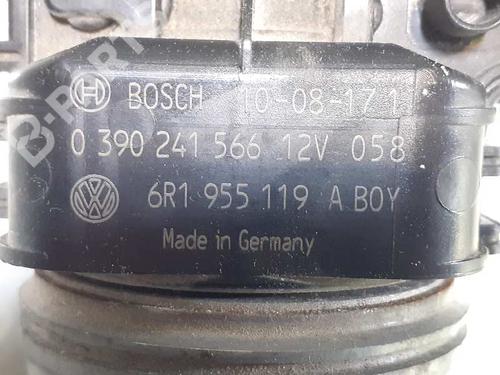 BOSCH 10-08-17 1
0 390 241 566 12V 058
6R1 955 119 A BOY
Made in Germany
B-PARTS